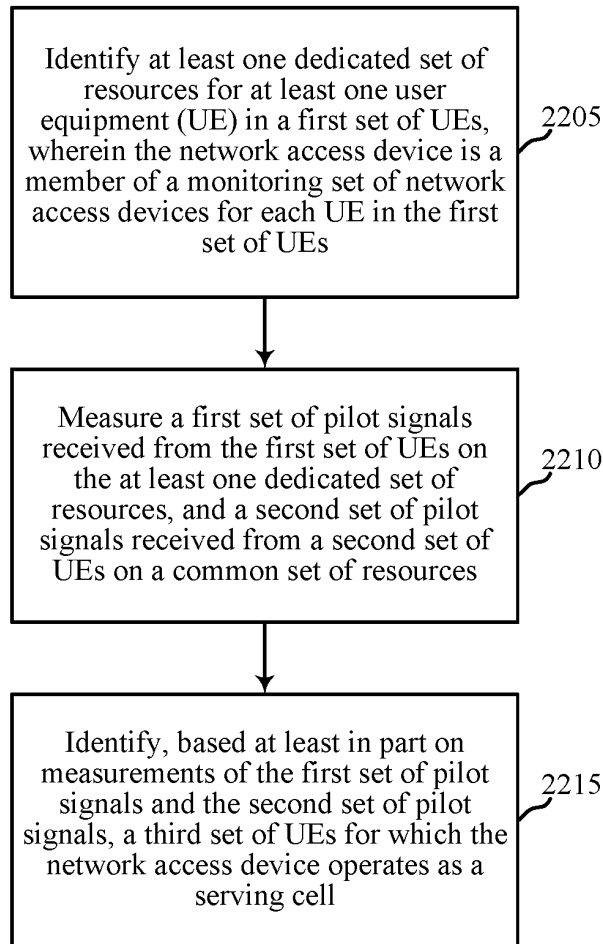 Identify at least one dedicated set of
resources for at least one user
equipment (UE) in a first set of UEs,
wherein the network access device is a
member of a monitoring set of network
access devices for each UE in the first
set of UEs
2205
Measure a first set of pilot signals
received from the first set of UEs on
the at least one dedicated set of
resources, and a second set of pilot
signals received from a second set of
UEs on a common set of resources
2210
Identify, based at least in part on
measurements of the first set of pilot
signals and the second set of pilot
signals, a third set of UEs for which the
network access device operates as a
serving cell
2215